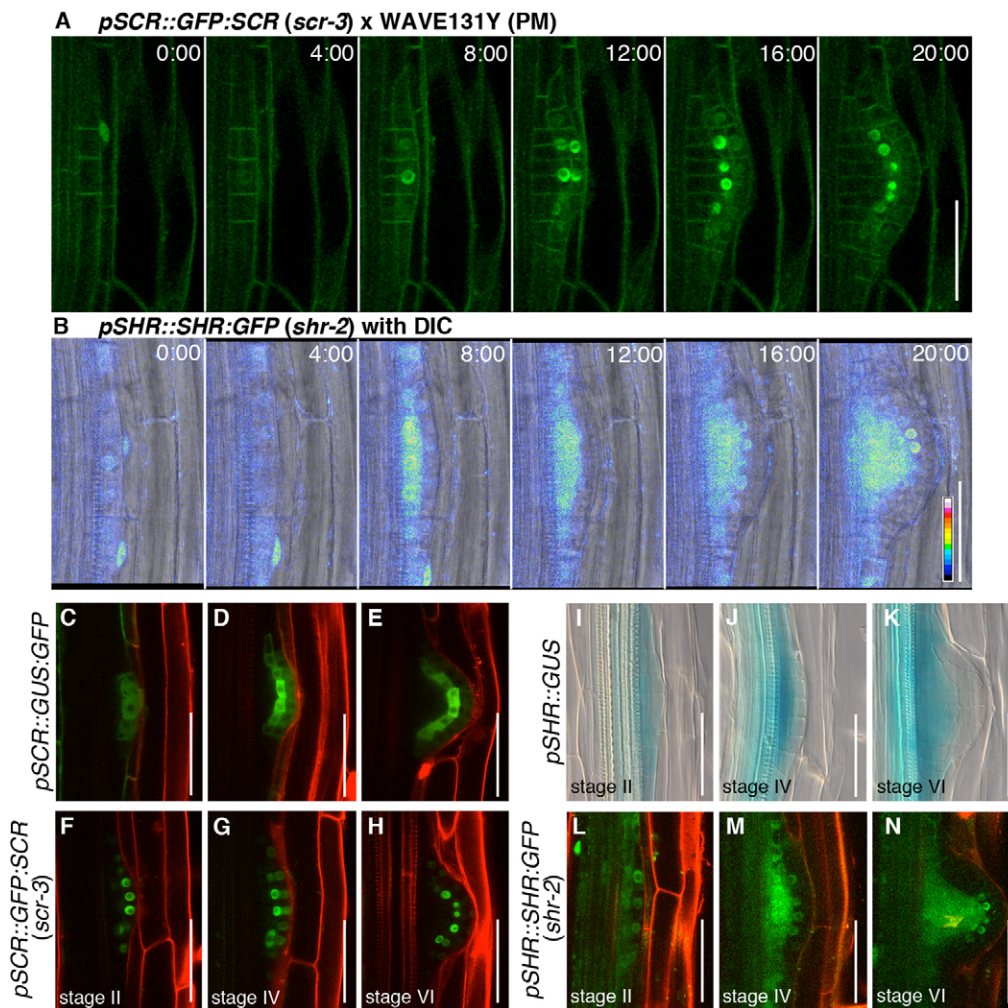 A pSCR::GFP:SCR (scr-3) x WAVE131Y (PM)
0:00 4:00 8:00 12:00 16:00 20:00
B pSHR::SHR:GFP (shr-2) with DIC
0:00 4:00 8:00 12:00 16:00 20:00
pSCR::GUS:GFP
C D E
pSHR::GUS
I J K
stage II stage IV stage VI
pSCR::GFP:SCR
(scr-3)
F G H
stage II stage IV stage VI
pSHR::SHR:GFP
(shr-2)
L M N
stage II stage IV stage VI